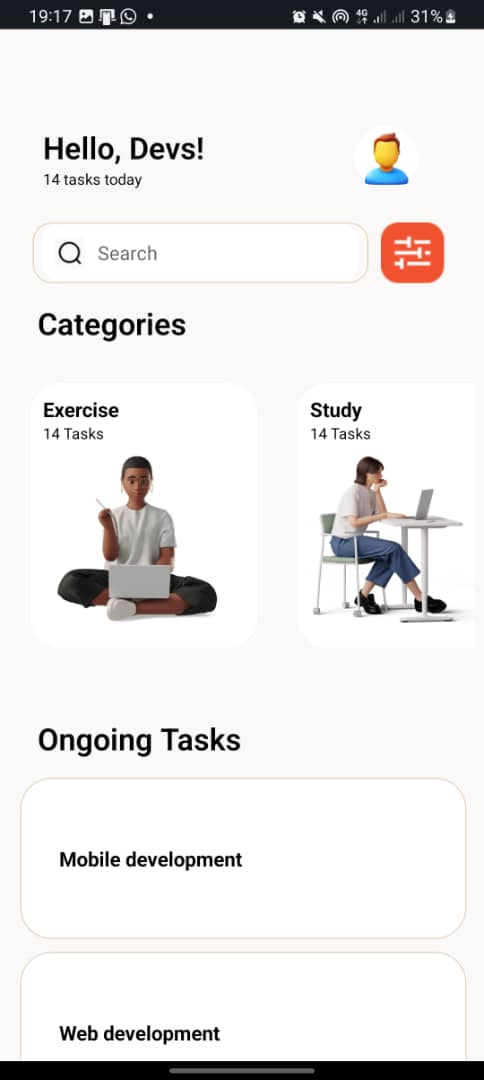 19:17
4G
31%
Hello, Devs!
14 tasks today
Search
Categories
Exercise
14 Tasks
Study
14 Tasks
Ongoing Tasks
Mobile development
Web development